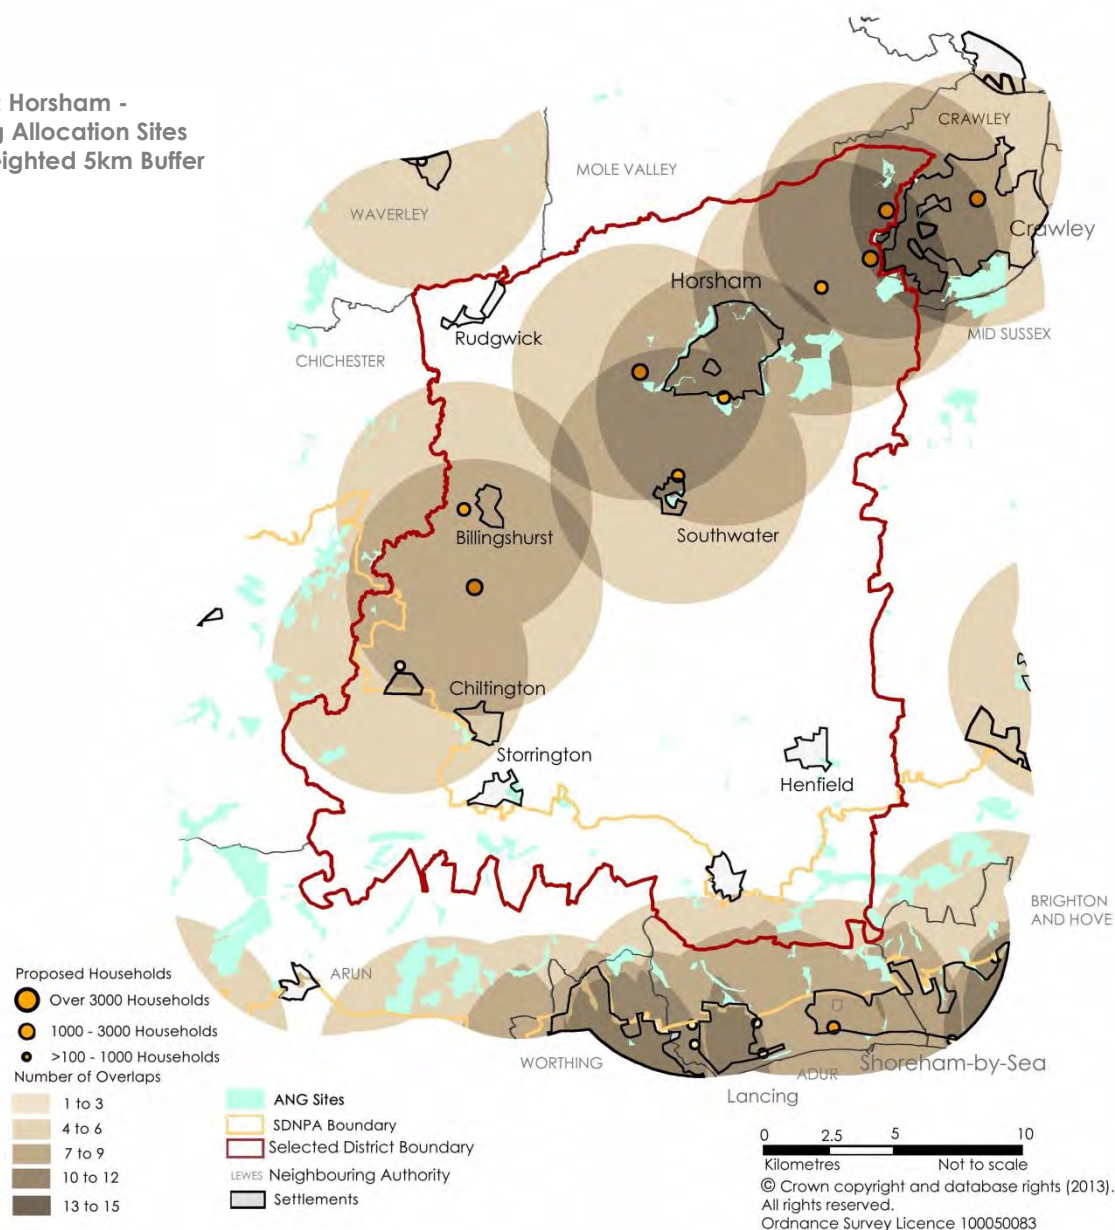 : Horsham -
g Allocation Sites
eighted 5km Buffer
CRAWLEY
MOLE VALLEY
WAVERLEY
Crawley
Horsham
MID SUSSEX
Rudgwick
CHICHESTER
Billingshurst
Southwater
Chiltington
Storrington
Henfield
BRIGHTON
AND HOVE
ARUN
WORTHING
ADUR
Shoreham-by-Sea
Lancing
Proposed Households
Over 3000 Households
1000 - 3000 Households
>100 - 1000 Households
Number of Overlaps
1 to 3
4 to 6
7 to 9
10 to 12
13 to 15
ANG Sites
SDNPA Boundary
Selected District Boundary
LEWES Neighbouring Authority
Settlements
0 2.5 5 10
Kilometres Not to scale
© Crown copyright and database rights (2013).
All rights reserved.
Ordnance Survey Licence 100050083